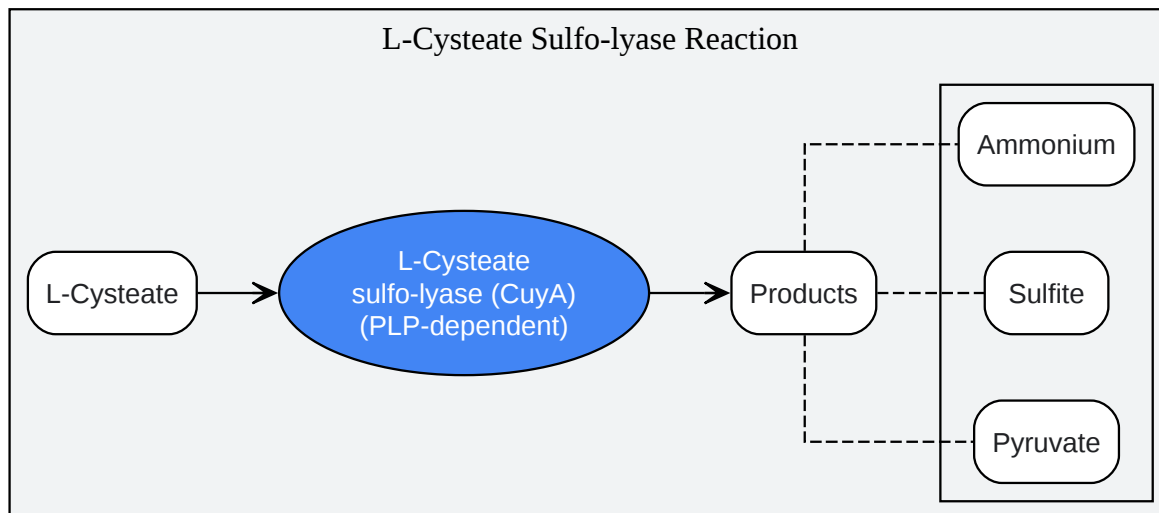 L-Cysteate Sulfo-lyase Reaction
L-Cysteate
L-Cysteate
sulfo-lyase (CuyA)
(PLP-dependent)
Products
Ammonium
Sulfite
Pyruvate